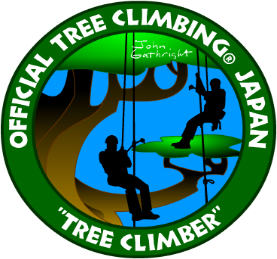 OFFICIAL TREE CLIMBING® JAPAN
John
Gathright
"TREE CLIMBER"